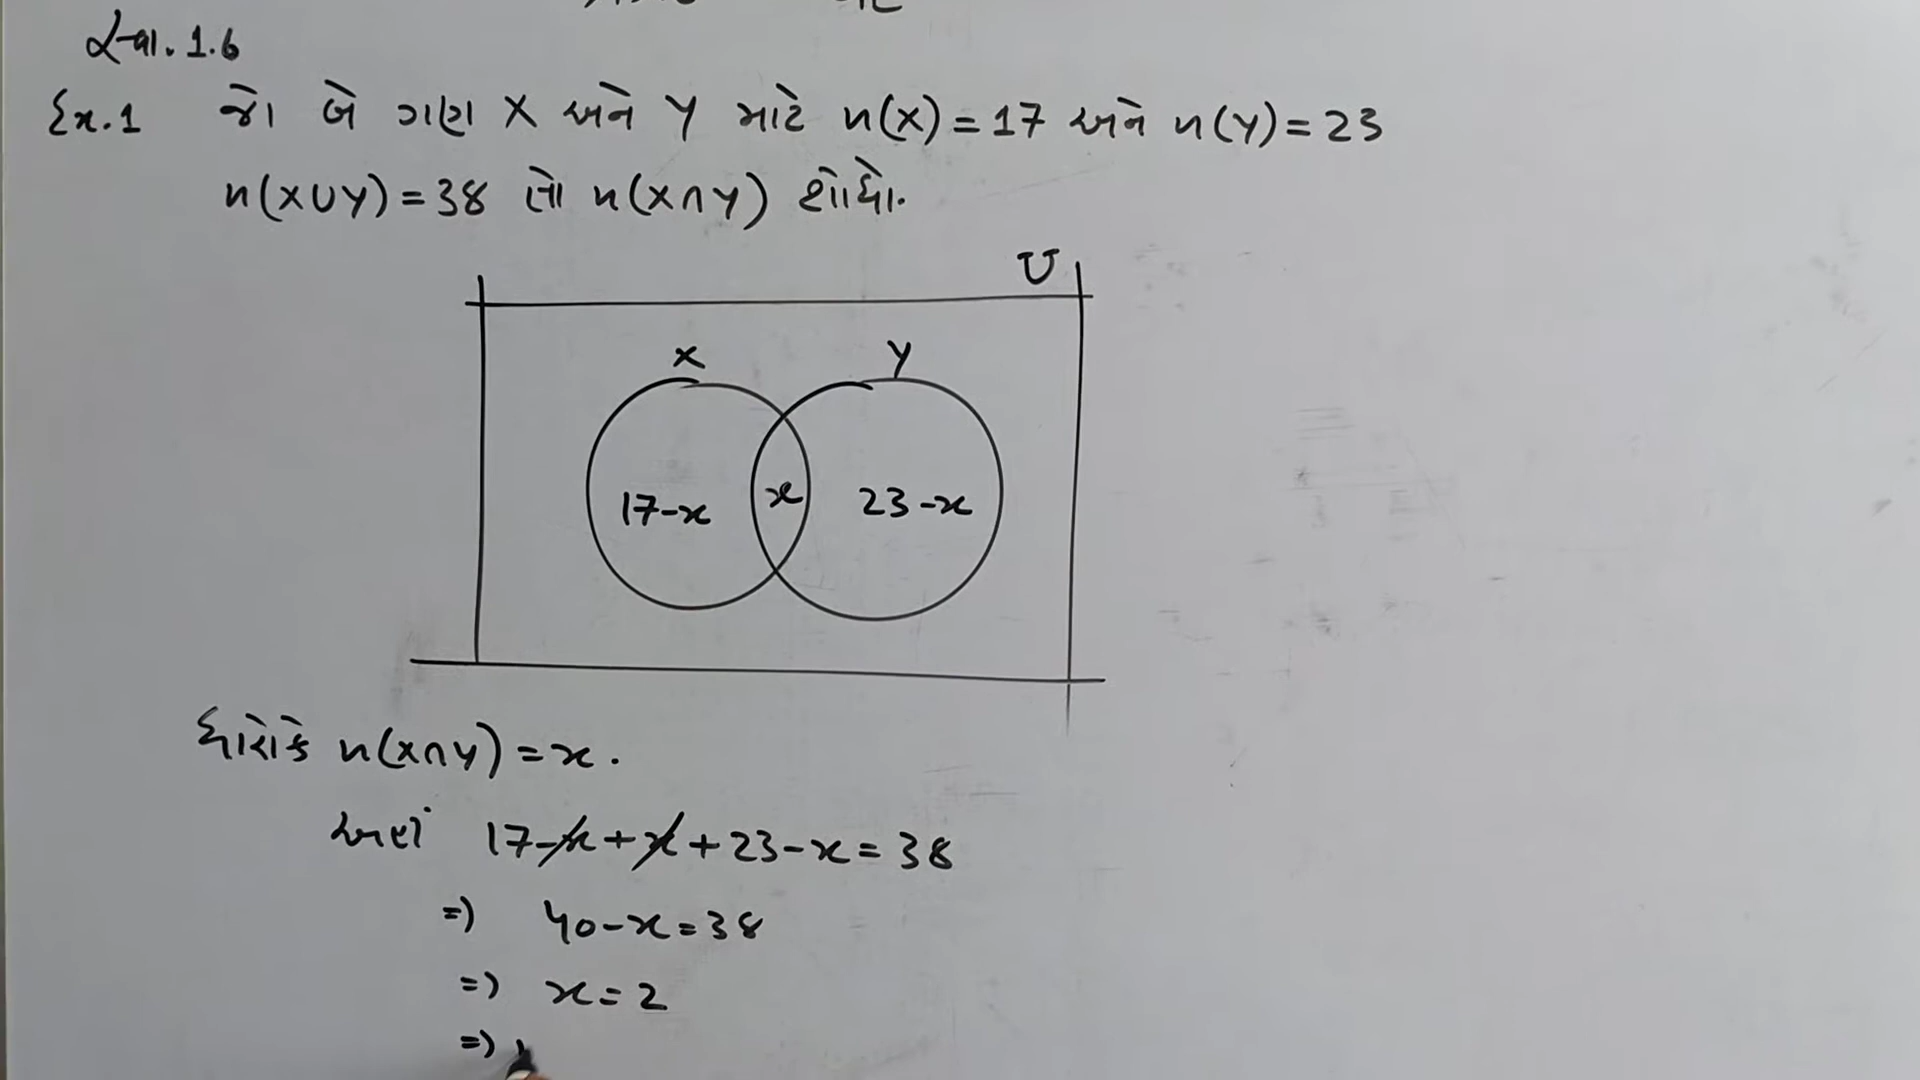 સ્વા. 1.6
Ex.1 જો બે ગણ X અને Y માટે n(X) = 17 અને n(Y) = 23
n(X∪Y) = 38 તો n(X∩Y) શોધો.
U
X Y
17-x x 23-x
ધારોકે n(X∩Y) = x.
અહીં 17-x+x+23-x = 38
=) 40-x = 38
=) x = 2
=)